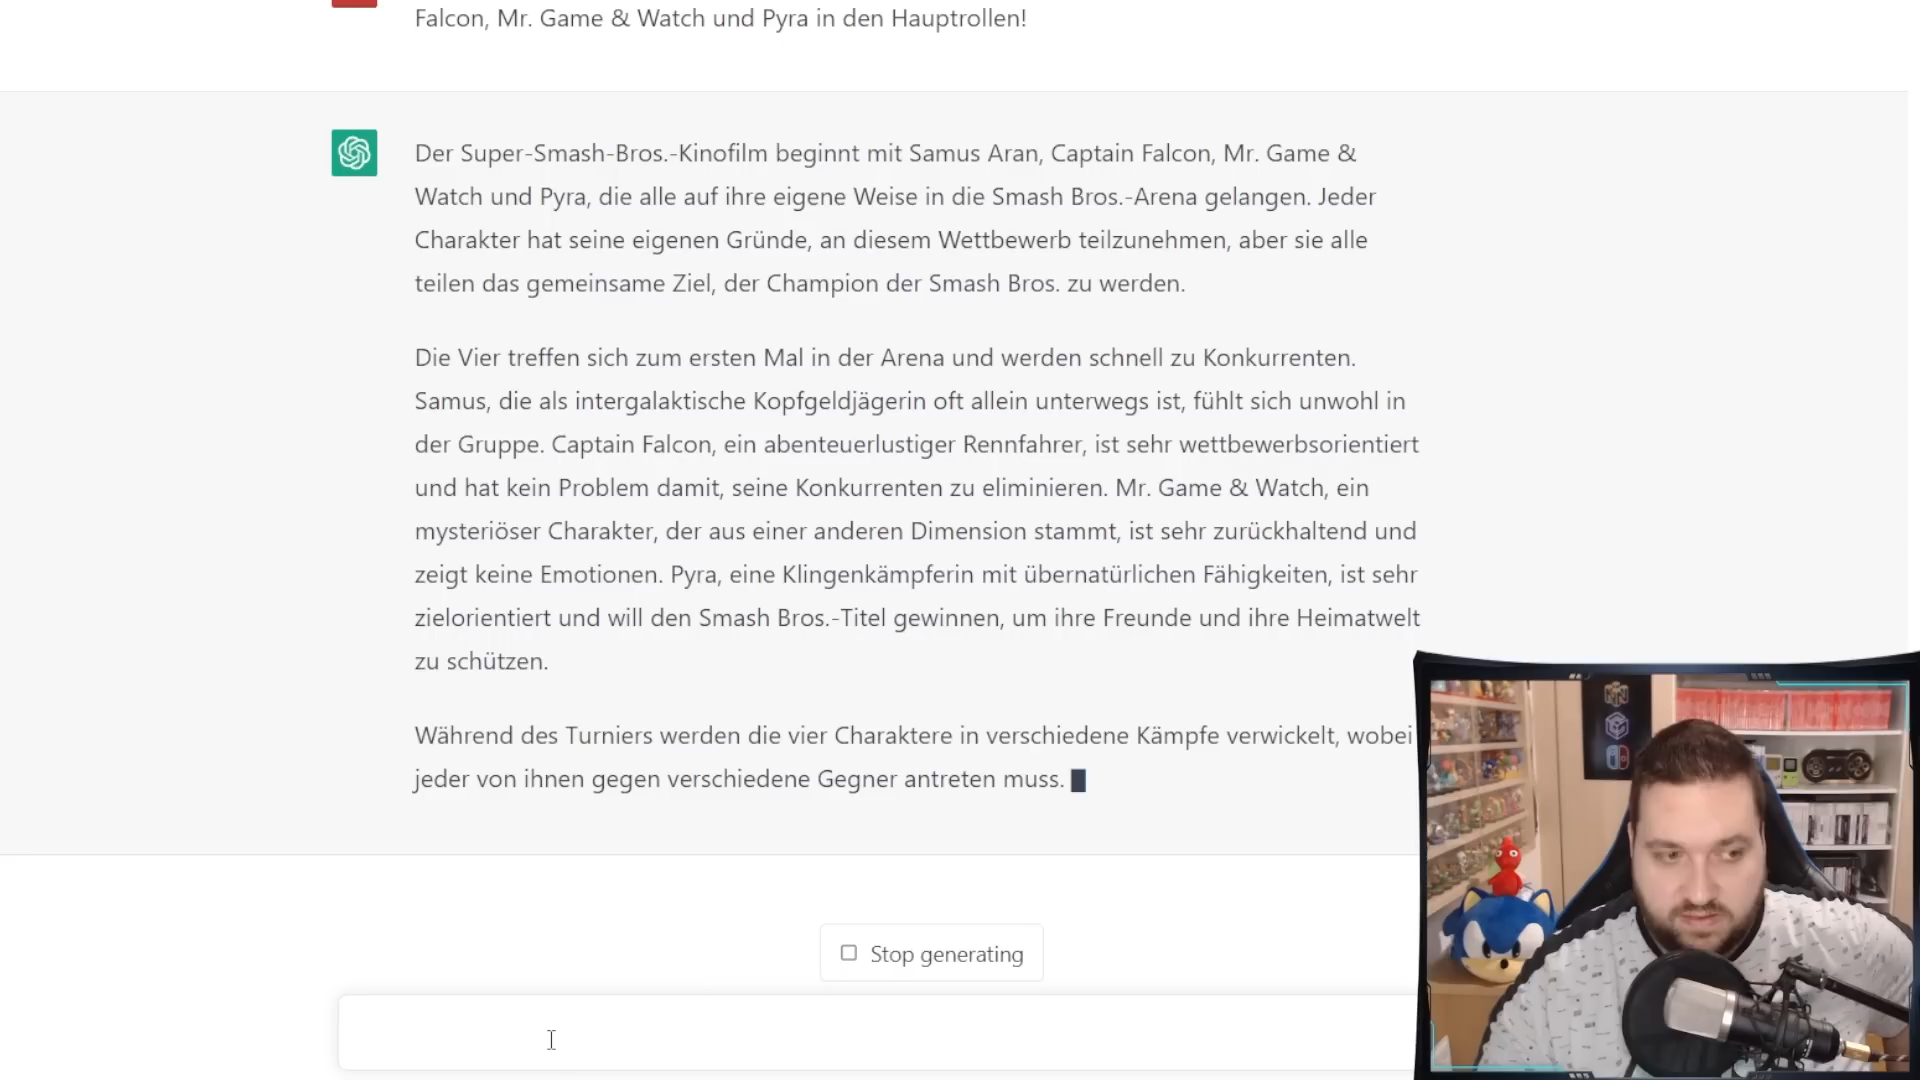 Falcon, Mr. Game & Watch und Pyra in den Hauptrollen!
Der Super-Smash-Bros.-Kinofilm beginnt mit Samus Aran, Captain Falcon, Mr. Game &
Watch und Pyra, die alle auf ihre eigene Weise in die Smash Bros.-Arena gelangen. Jeder
Charakter hat seine eigenen Gründe, an diesem Wettbewerb teilzunehmen, aber sie alle
teilen das gemeinsame Ziel, der Champion der Smash Bros. zu werden.
Die Vier treffen sich zum ersten Mal in der Arena und werden schnell zu Konkurrenten.
Samus, die als intergalaktische Kopfgeldjägerin oft allein unterwegs ist, fühlt sich unwohl in
der Gruppe. Captain Falcon, ein abenteuerlustiger Rennfahrer, ist sehr wettbewerbsorientiert
und hat kein Problem damit, seine Konkurrenten zu eliminieren. Mr. Game & Watch, ein
mysteriöser Charakter, der aus einer anderen Dimension stammt, ist sehr zurückhaltend und
zeigt keine Emotionen. Pyra, eine Klingenkämpferin mit übernatürlichen Fähigkeiten, ist sehr
zielorientiert und will den Smash Bros.-Titel gewinnen, um ihre Freunde und ihre Heimatwelt
zu schützen.
Während des Turniers werden die vier Charaktere in verschiedene Kämpfe verwickelt, wobei
jeder von ihnen gegen verschiedene Gegner antreten muss.
Stop generating